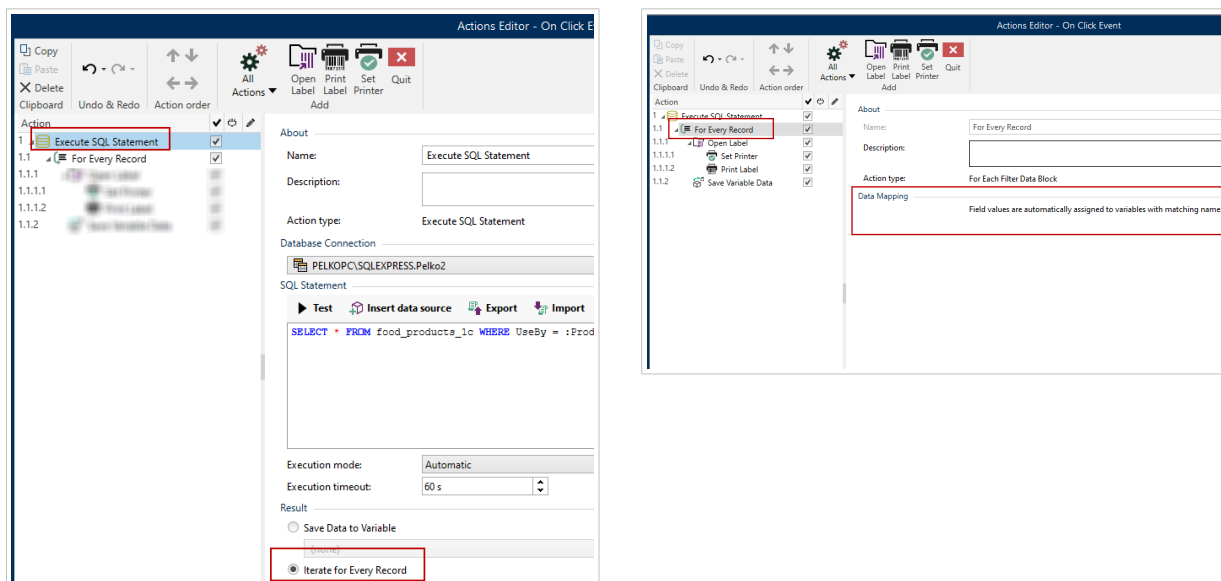 Actions Editor - On Click E
Copy
Paste
Delete
Clipboard
Undo & Redo
Action order
All
Actions
Open
Label
Print
Label
Set
Printer
Quit
Add
Action
1 Execute SQL Statement
1.1 For Every Record
1.1.1
1.1.1.1
1.1.1.2
1.1.2
About
Name: Execute SQL Statement
Description:
Action type: Execute SQL Statement
Database Connection
PELKOPC\SQLEXPRESS.Pelko2
SQL Statement
Test Insert data source Export Import
SELECT * FROM food_products_1c WHERE UseBy = :Prod
Execution mode: Automatic
Execution timeout: 60 s
Result
Save Data to Variable
(none)
Iterate for Every Record
Actions Editor - On Click Event
Copy
Paste
Delete
Clipboard
Undo & Redo
Action order
All
Actions
Open
Label
Print
Label
Set
Printer
Quit
Add
Action
1 Execute SQL Statement
1.1 For Every Record
1.1.1 Open Label
1.1.1.1 Set Printer
1.1.1.2 Print Label
1.1.2 Save Variable Data
About
Name: For Every Record
Description:
Action type: For Each Filter Data Block
Data Mapping
Field values are automatically assigned to variables with matching name